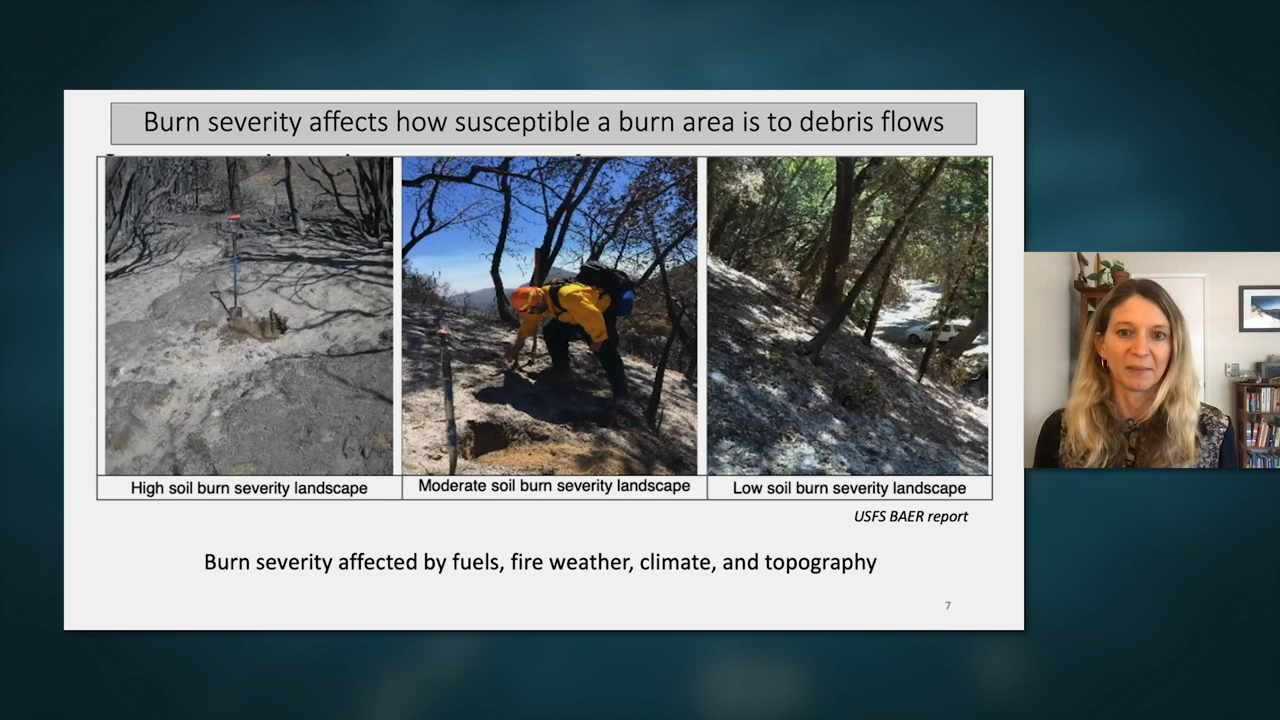 Burn severity affects how susceptible a burn area is to debris flows
High soil burn severity landscape
Moderate soil burn severity landscape
Low soil burn severity landscape
USFS BAER report
Burn severity affected by fuels, fire weather, climate, and topography
7